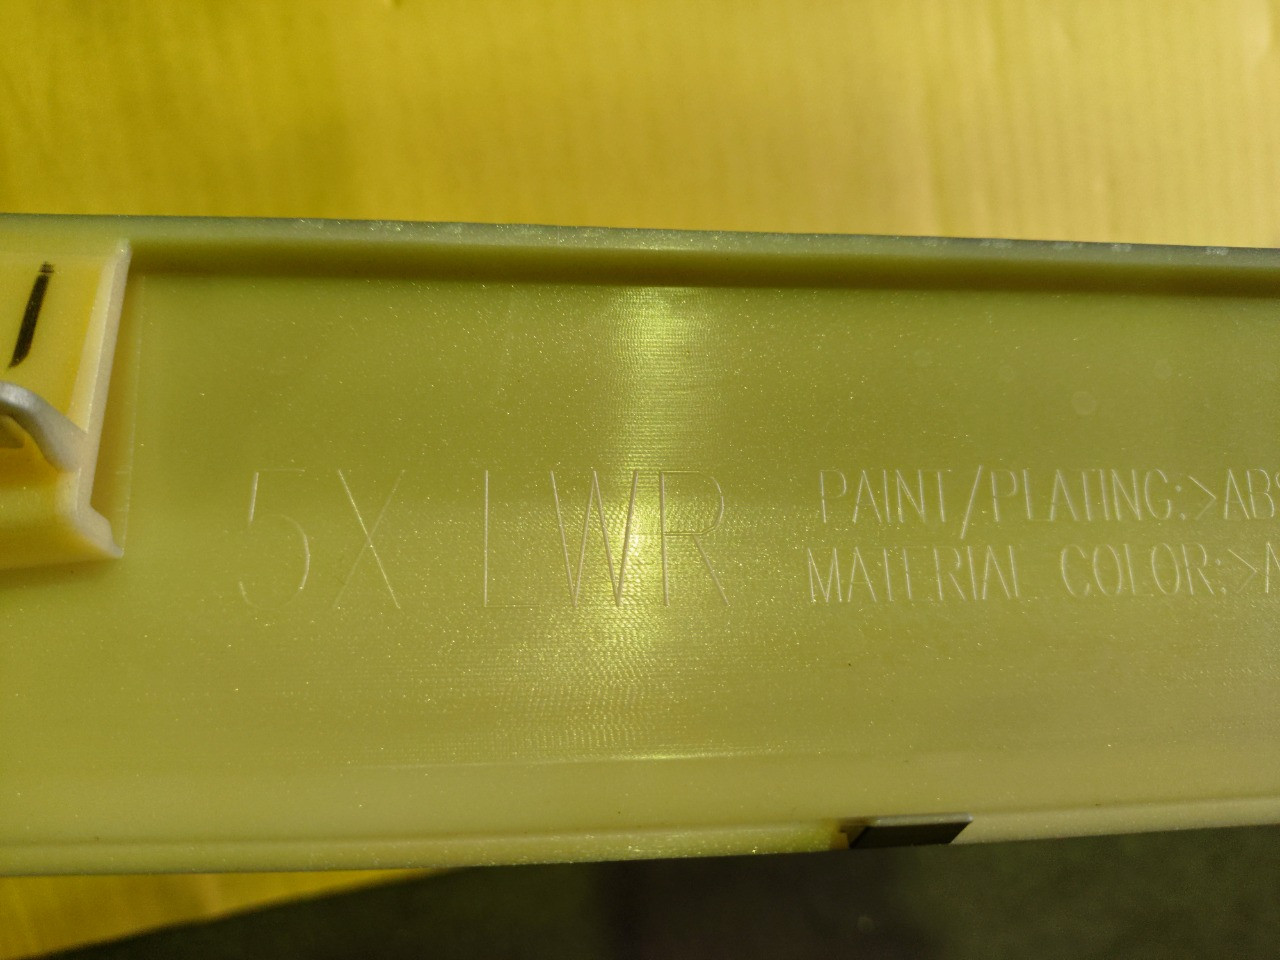 5X LWR
PAINT/PLATING:>ABS
MATERIAL COLOR:>